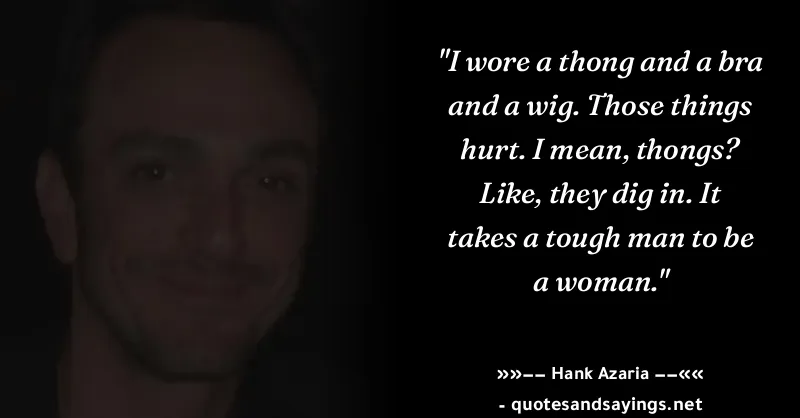 "I wore a thong and a bra
and a wig. Those things
hurt. I mean, thongs?
Like, they dig in. It
takes a tough man to be
a woman."
»»−− Hank Azaria −−««
- quotesandsayings.net